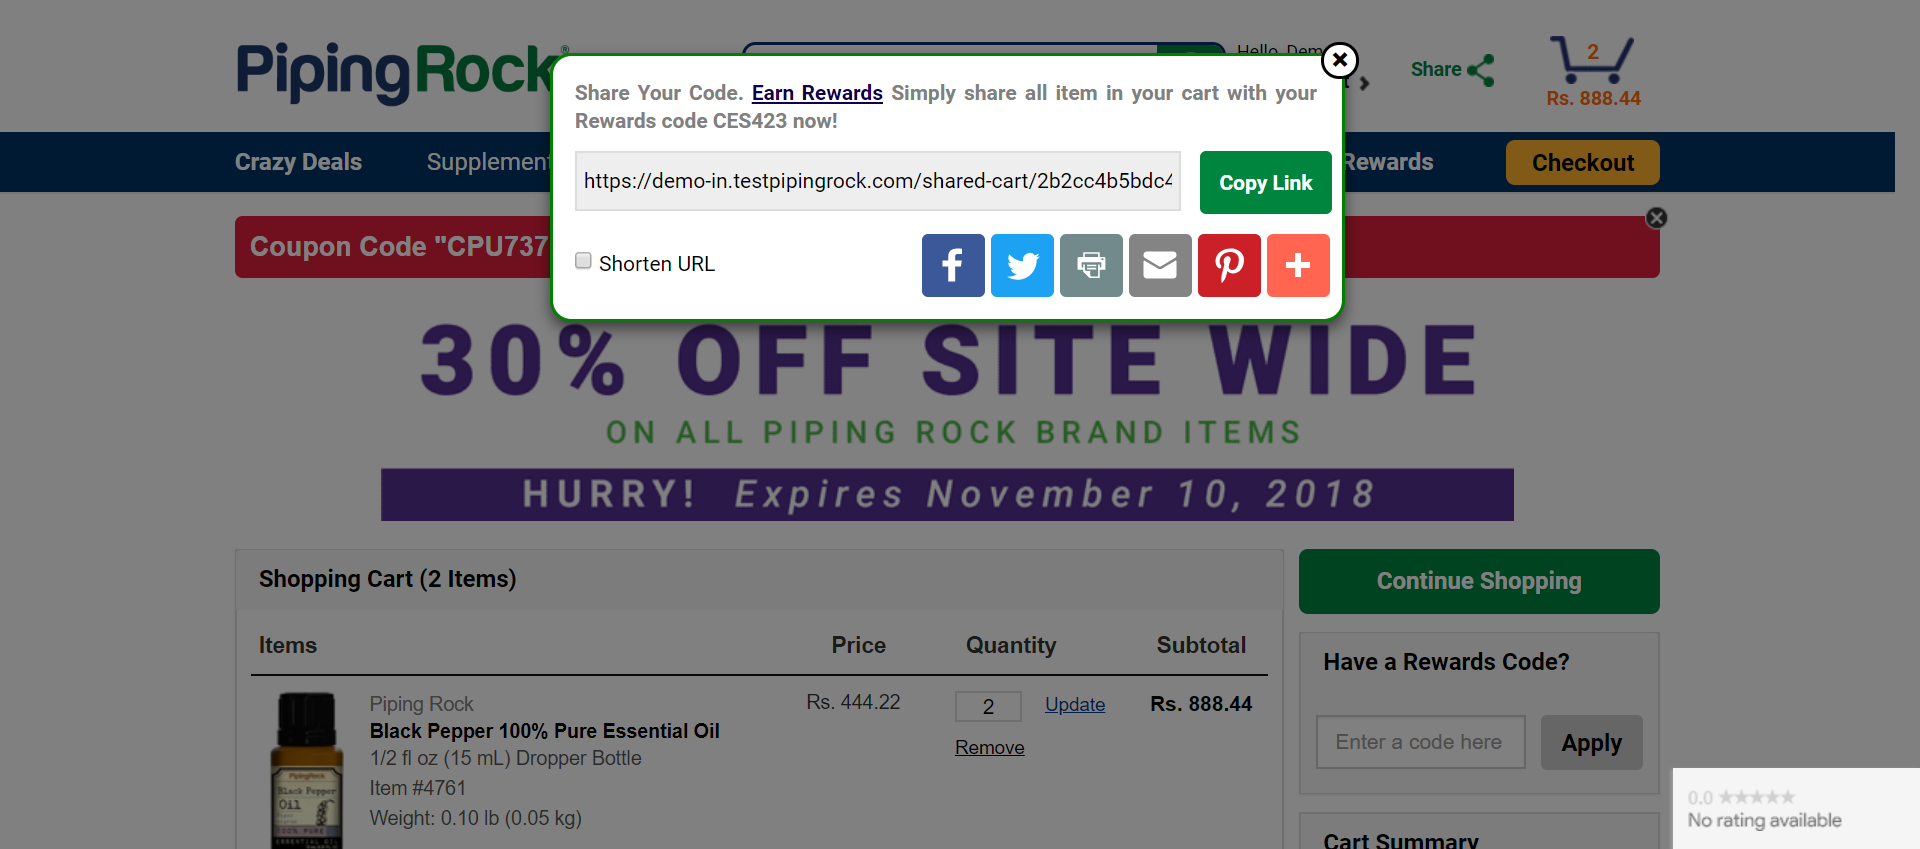 PipingRock®
Hello, Dem
Share
2
Rs. 888.44
Share Your Code. Earn Rewards Simply share all item in your cart with your
Rewards code CES423 now!
https://demo-in.testpipingrock.com/shared-cart/2b2cc4b5bdc4
Copy Link
Shorten URL
Crazy Deals
Supplement
Rewards
Checkout
Coupon Code "CPU737
30% OFF SITE WIDE
ON ALL PIPING ROCK BRAND ITEMS
HURRY! Expires November 10, 2018
Shopping Cart (2 Items)
Continue Shopping
Items Price Quantity Subtotal
Piping Rock
Black Pepper 100% Pure Essential Oil
1/2 fl oz (15 mL) Dropper Bottle
Item #4761
Weight: 0.10 lb (0.05 kg)
Rs. 444.22
2
Update
Remove
Rs. 888.44
PipingRock
Black Pepper
Oil
100% PURE
ESSENTIAL OIL
Have a Rewards Code?
Enter a code here
Apply
Cart Summary
0.0
No rating available